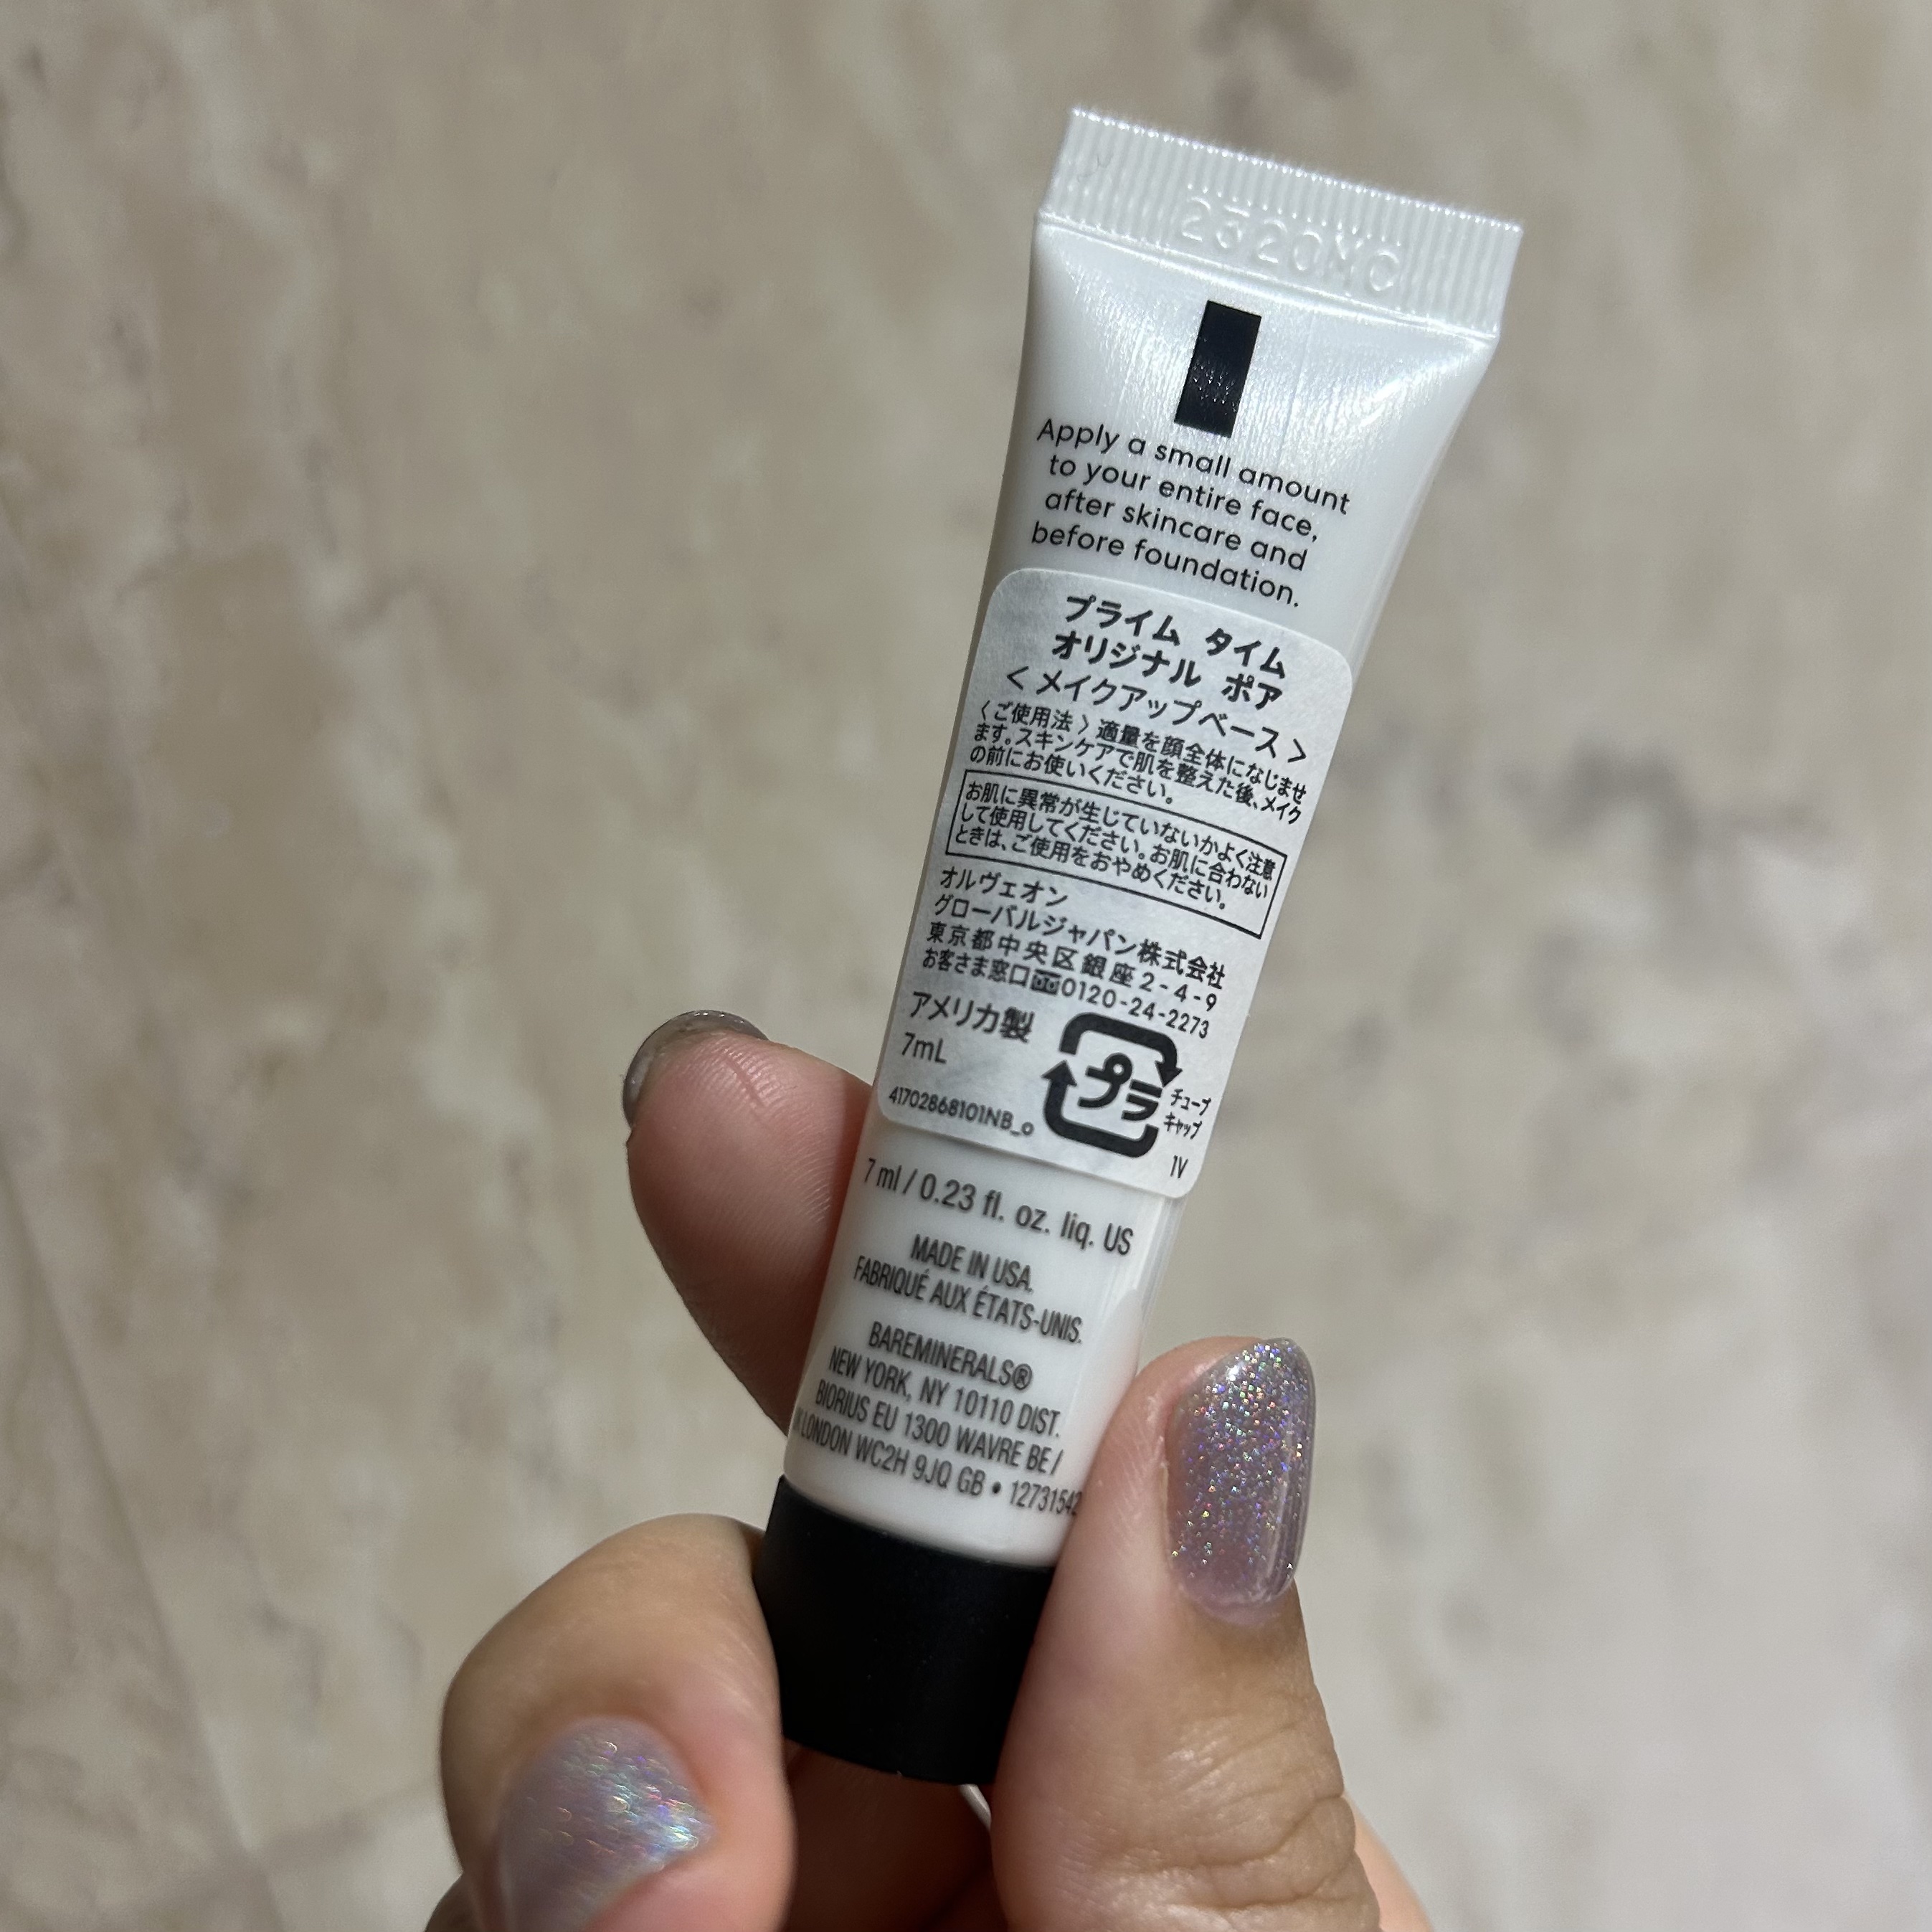 2320MC
Apply a small amount
to your entire face,
after skincare and
before foundation.
プライム タイム
オリジナル ポア
＜メイクアップベース＞
〈ご使用法〉適量を顔全体になじませ
ます。スキンケアで肌を整えた後、メイク
の前にお使いください。
お肌に異常が生じていないかよく注意
して使用してください。お肌に合わない
ときは、ご使用をおやめください。
オルヴェオン
グローバルジャパン株式会社
東京都中央区銀座2-4-9
お客さま窓口0120-24-2273
アメリカ製
7mL
プラ
チューブ
キャップ
41702868101NB_o
1V
7 ml / 0.23 fl. oz. liq. US
MADE IN USA.
FABRIQUÉ AUX ÉTATS-UNIS.
BAREMINERALS®
NEW YORK, NY 10110 DIST.
BIORIUS EU 1300 WAVRE BE /
LONDON WC2H 9JQ GB • 12731542